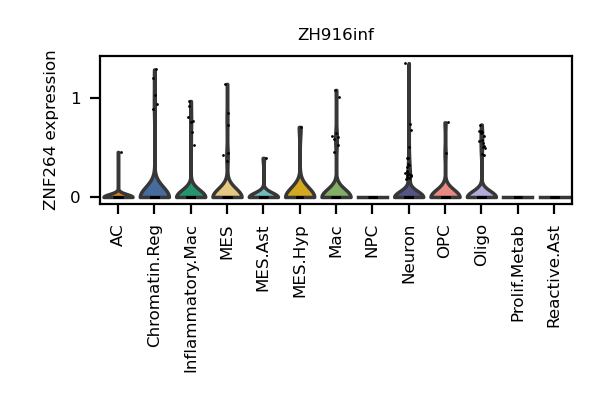 ZH916inf
ZNF264 expression
1
0
AC
Chromatin.Reg
Inflammatory.Mac
MES
MES.Ast
MES.Hyp
Mac
NPC
Neuron
OPC
Oligo
Prolif.Metab
Reactive.Ast